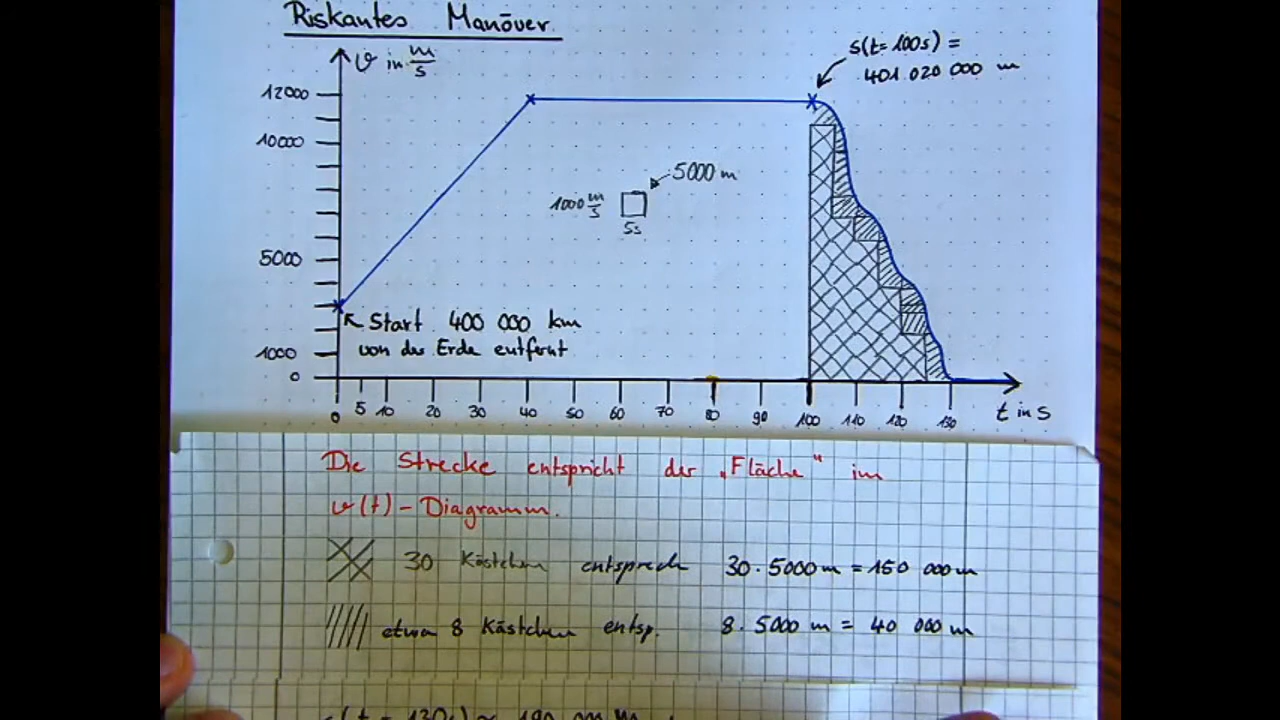 Riskantes Manöver
v in m/s
s(t=100s) =
401.020 000 m
12000
10000
5000 m
1000 m/s
5s
5000
Start 400 000 km
von der Erde entfernt
1000
0
0 5 10 20 30 40 50 60 70 80 90 100 110 120 130
t in s
Die Strecke entspricht der „Fläche" im
v(t) - Diagramm.
30 Kästchen entsprech 30 · 5000 m = 150 000 m
etwa 8 Kästchen entsp. 8 · 5000 m = 40 000 m